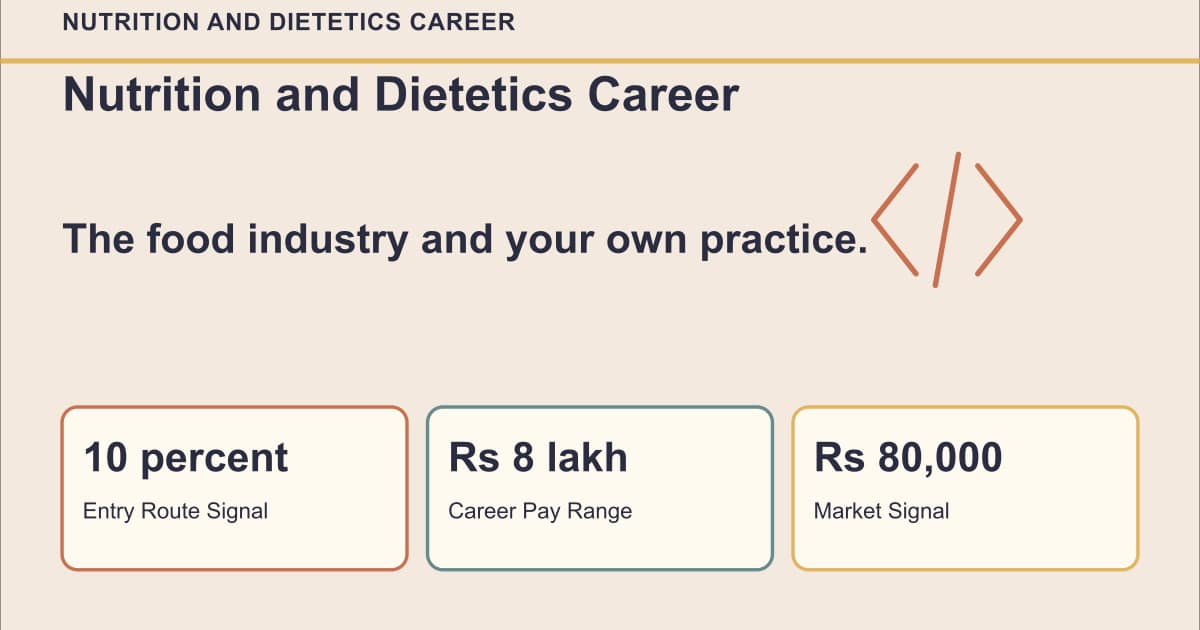 NUTRITION AND DIETETICS CAREER
Nutrition and Dietetics Career
The food industry and your own practice.
10 percent
Entry Route Signal
Rs 8 lakh
Career Pay Range
Rs 80,000
Market Signal